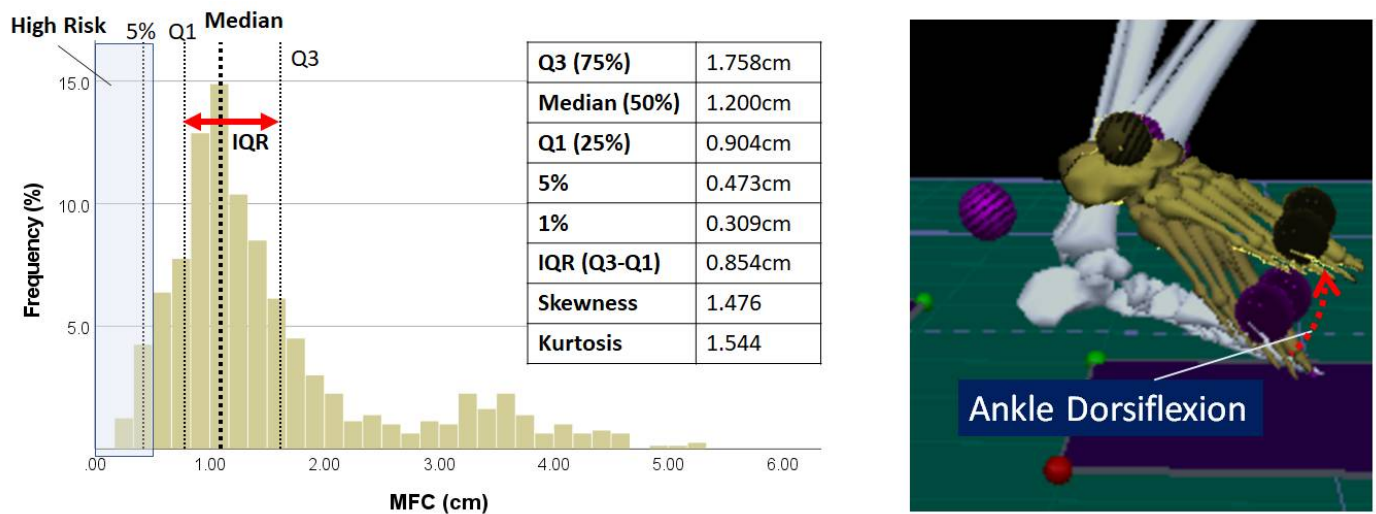 High Risk
5%
Q1
Median
Q3
IQR
Frequency (%)
15.0
10.0
5.0
.00
1.00
2.00
3.00
4.00
5.00
6.00
MFC (cm)
Q3 (75%) 1.758cm
Median (50%) 1.200cm
Q1 (25%) 0.904cm
5% 0.473cm
1% 0.309cm
IQR (Q3-Q1) 0.854cm
Skewness 1.476
Kurtosis 1.544
Ankle Dorsiflexion